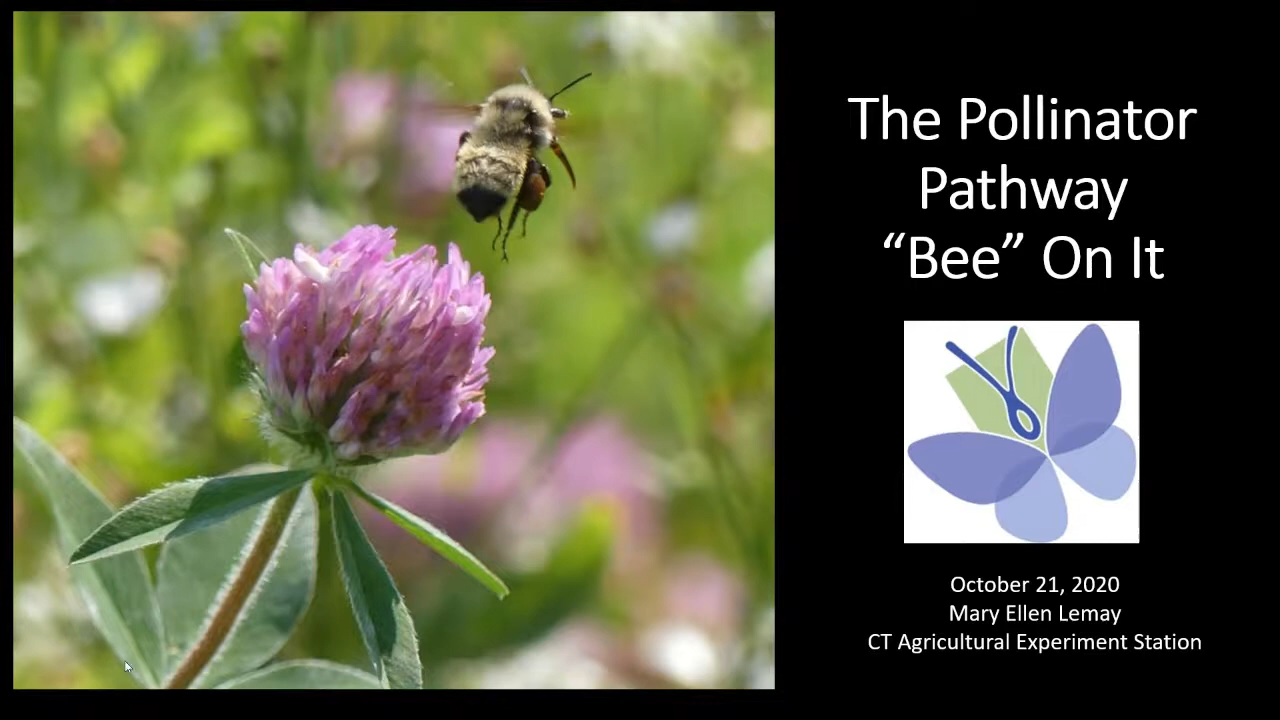 The Pollinator
Pathway
“Bee” On It
October 21, 2020
Mary Ellen Lemay
CT Agricultural Experiment Station